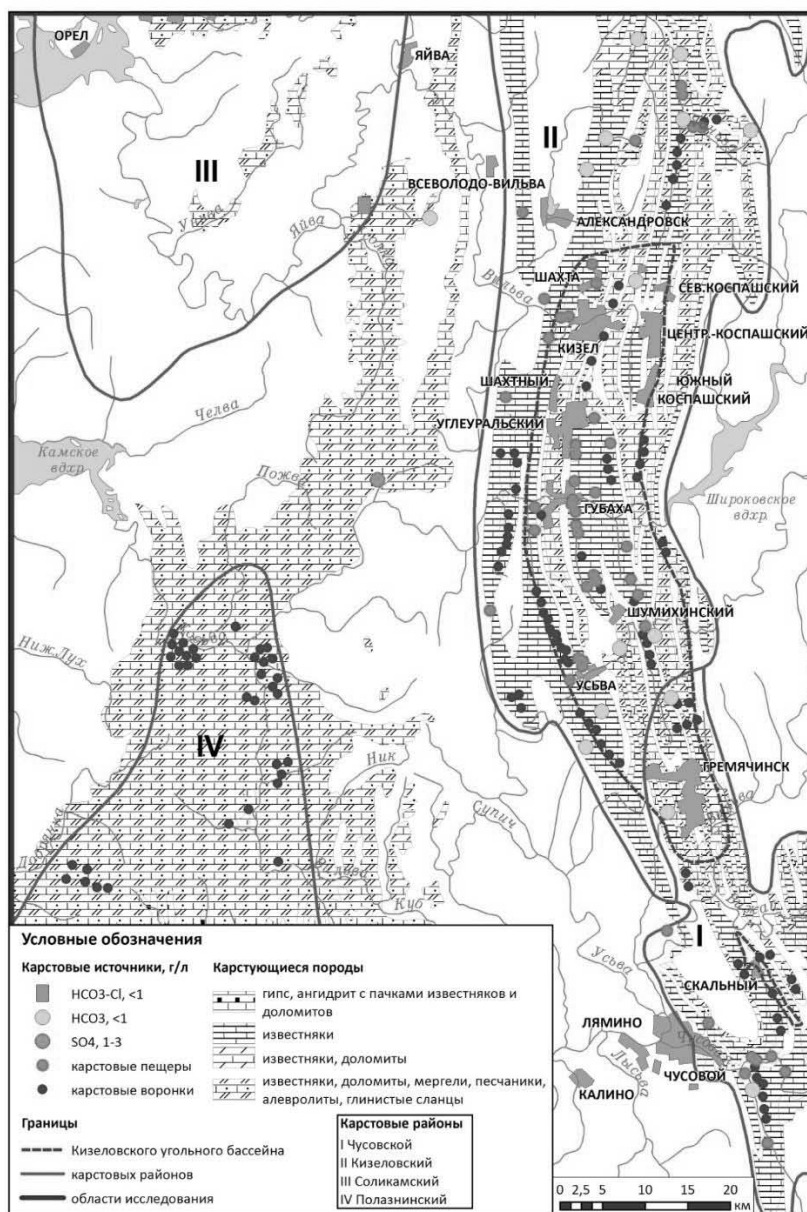 ОРЕЛ
ЯЙВА
II
III
ВСЕВОЛОДО-ВИЛЬВА
Яйва
АЛЕКСАНДРОВСК
ШАХТА
СЕВ.КОСПАШСКИЙ
Вильва
КИЗЕЛ
ЦЕНТР.-КОСПАШСКИЙ
ШАХТНЫЙ
ЮЖНЫЙ
КОСПАШСКИЙ
Челва
УГЛЕУРАЛЬСКИЙ
Камское
вдхр
Пожва
Широковское
вдхр.
ГУБАХА
ШУМИХИНСКИЙ
Ниж.Лух
УСЬВА
IV
Ник
ГРЕМЯЧИНСК
Супич
Добрянка
Куб
I
Усьва
СКАЛЬНЫЙ
ЛЯМИНО
Чусовая
Лысьва
ЧУСОВОЙ
КАЛИНО
Условные обозначения
Карстовые источники, г/л
HCO3-Cl, <1
HCO3, <1
SO4, 1-3
карстовые пещеры
карстовые воронки
Карстующиеся породы
гипс, ангидрит с пачками известняков и
доломитов
известняки
известняки, доломиты
известняки, доломиты, мергели, песчаники,
алевролиты, глинистые сланцы
Границы
Кизеловского угольного бассейна
карстовых районов
области исследования
Карстовые районы
I Чусовской
II Кизеловский
III Соликамский
IV Полазнинский
0 2,5 5 10 15 20
км